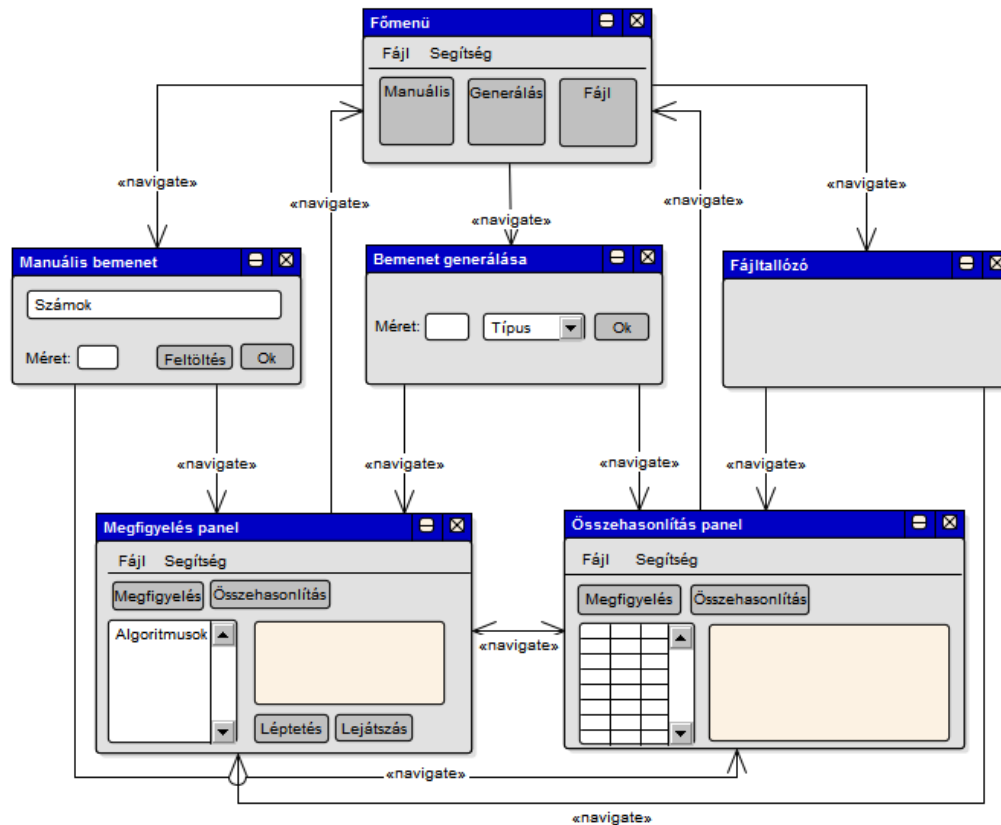 Főmenü
Fájl Segítség
Manuális Generálás Fájl
«navigate»
«navigate»
«navigate»
«navigate»
«navigate»
Manuális bemenet
Számok
Méret: Feltöltés Ok
Bemenet generálása
Méret: Típus Ok
Fájltallózó
«navigate»
«navigate»
«navigate»
«navigate»
Megfigyelés panel
Fájl Segítség
Megfigyelés Összehasonlítás
Algoritmusok
Léptetés Lejátszás
«navigate»
Összehasonlítás panel
Fájl Segítség
Megfigyelés Összehasonlítás
«navigate»
«navigate»